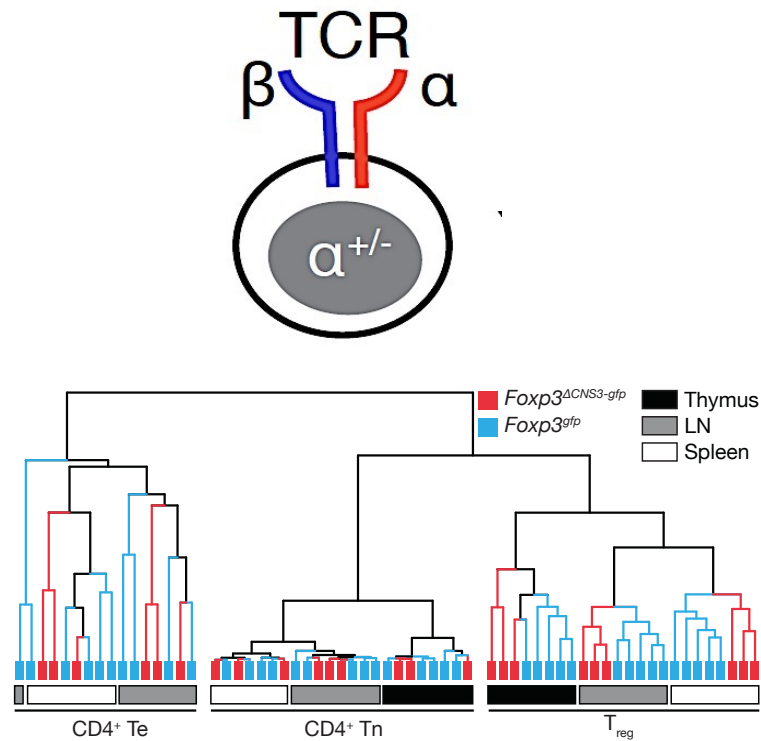 TCR
β
α
α+/-
Foxp3ΔCNS3-gfp
Foxp3gfp
Thymus
LN
Spleen
CD4+ Te
CD4+ Tn
Treg